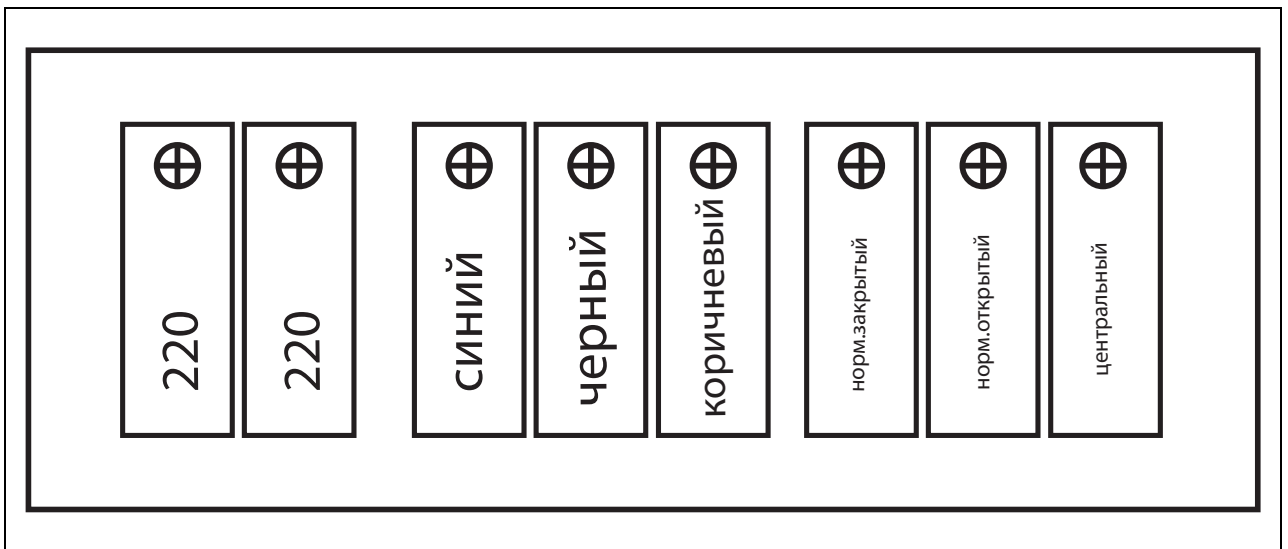 220
220
синий
черный
коричневый
норм.закрытый
норм.открытый
центральный